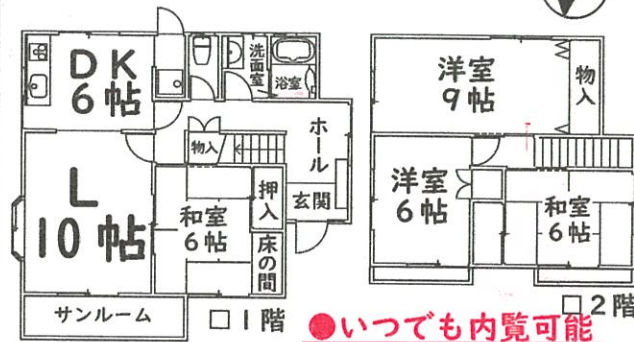 DK
6帖
洗面室
浴室
物入
ホール
L
10帖
和室
6帖
押入
床の間
玄関
サンルーム
□1階
洋室
9帖
物入
洋室
6帖
和室
6帖
□2階
●いつでも内覧可能